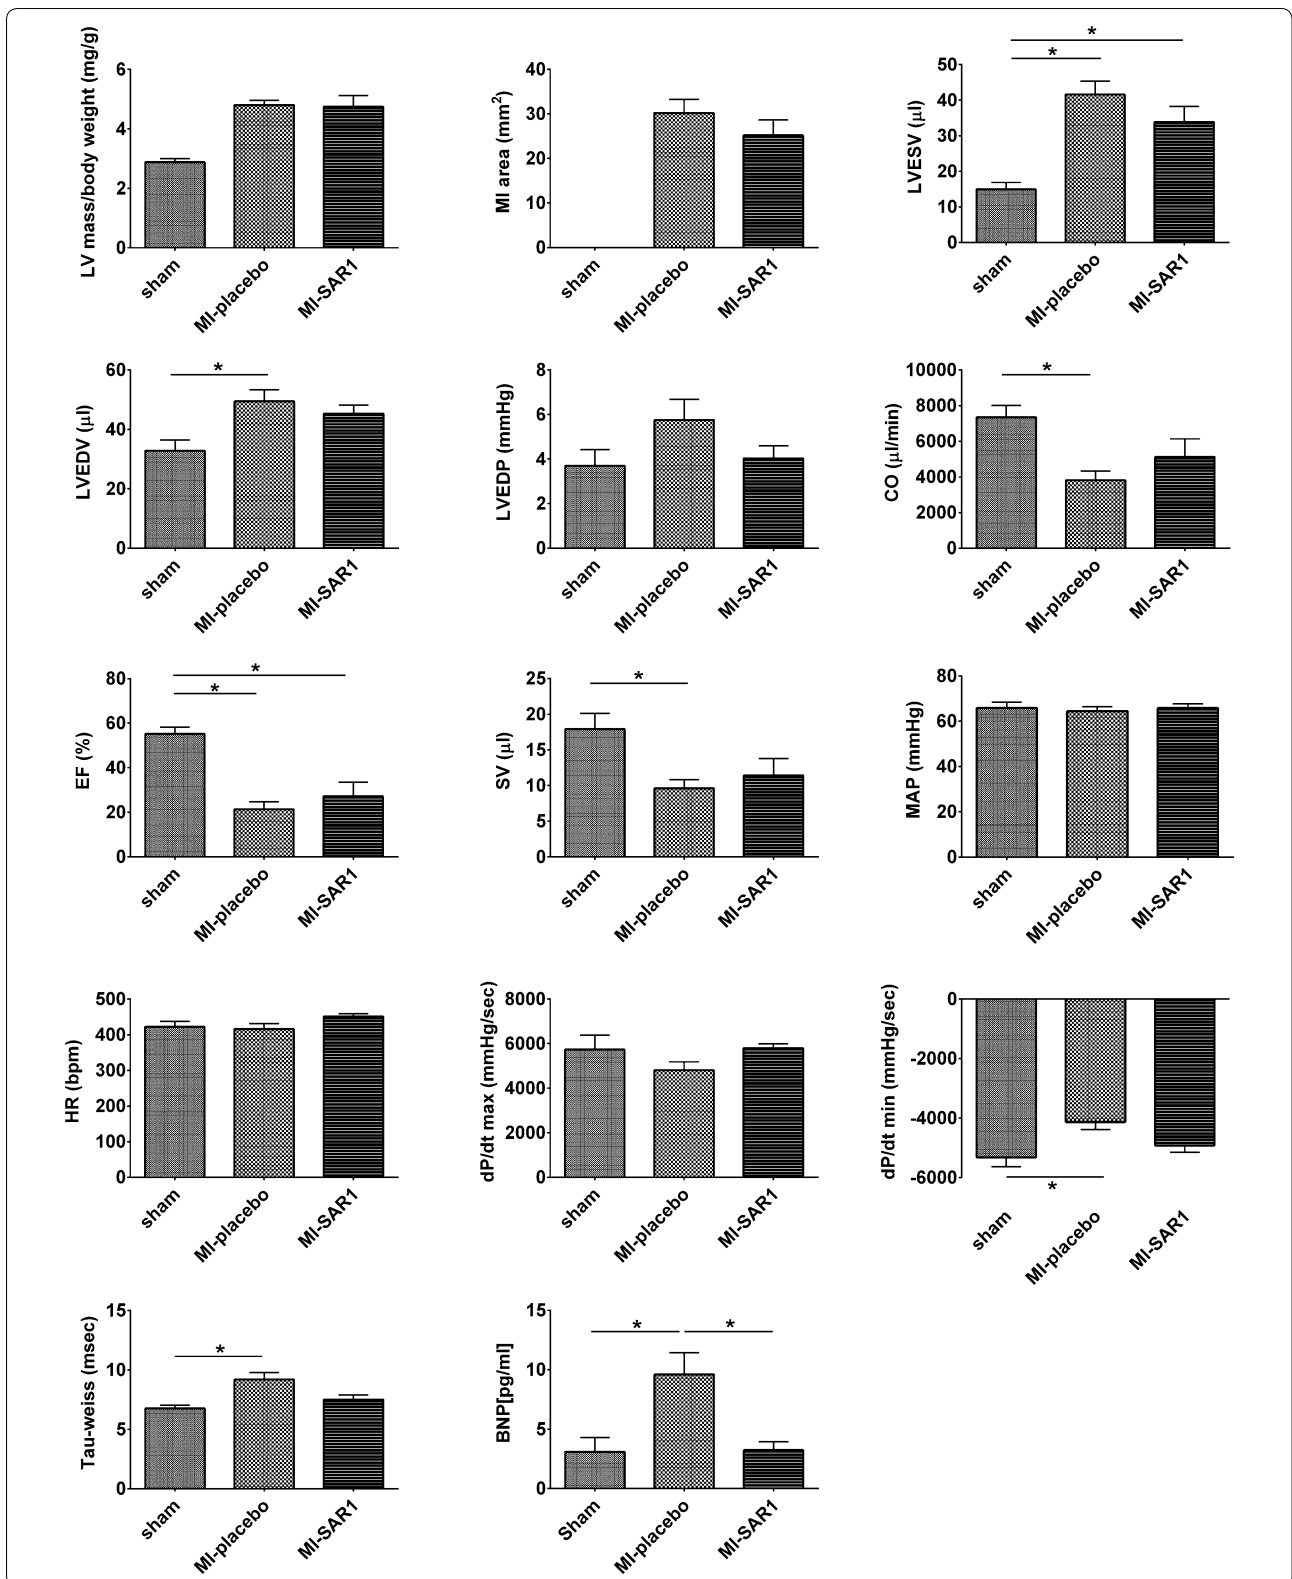 LV mass/body weight (mg/g)
6
4
2
0
sham
MI-placebo
MI-SAR1
MI area (mm²)
40
30
20
10
0
sham
MI-placebo
MI-SAR1
LVESV (µl)
50
40
30
20
10
0
*
*
sham
MI-placebo
MI-SAR1
LVEDV (µl)
60
40
20
0
*
sham
MI-placebo
MI-SAR1
LVEDP (mmHg)
8
6
4
2
0
sham
MI-placebo
MI-SAR1
CO (µl/min)
10000
8000
6000
4000
2000
0
*
sham
MI-placebo
MI-SAR1
EF (%)
80
60
40
20
0
*
*
sham
MI-placebo
MI-SAR1
SV (µl)
25
20
15
10
5
0
*
sham
MI-placebo
MI-SAR1
MAP (mmHg)
80
60
40
20
0
sham
MI-placebo
MI-SAR1
HR (bpm)
500
400
300
200
100
0
sham
MI-placebo
MI-SAR1
dP/dt max (mmHg/sec)
8000
6000
4000
2000
0
Sham
MI-placebo
MI-SAR1
dP/dt min (mmHg/sec)
0
-2000
-4000
-6000
*
sham
MI-placebo
MI-SAR1
Tau-weiss (msec)
15
10
5
0
*
sham
MI-placebo
MI-SAR1
BNP[pg/ml]
15
10
5
0
*
*
Sham
MI-placebo
MI-SAR1